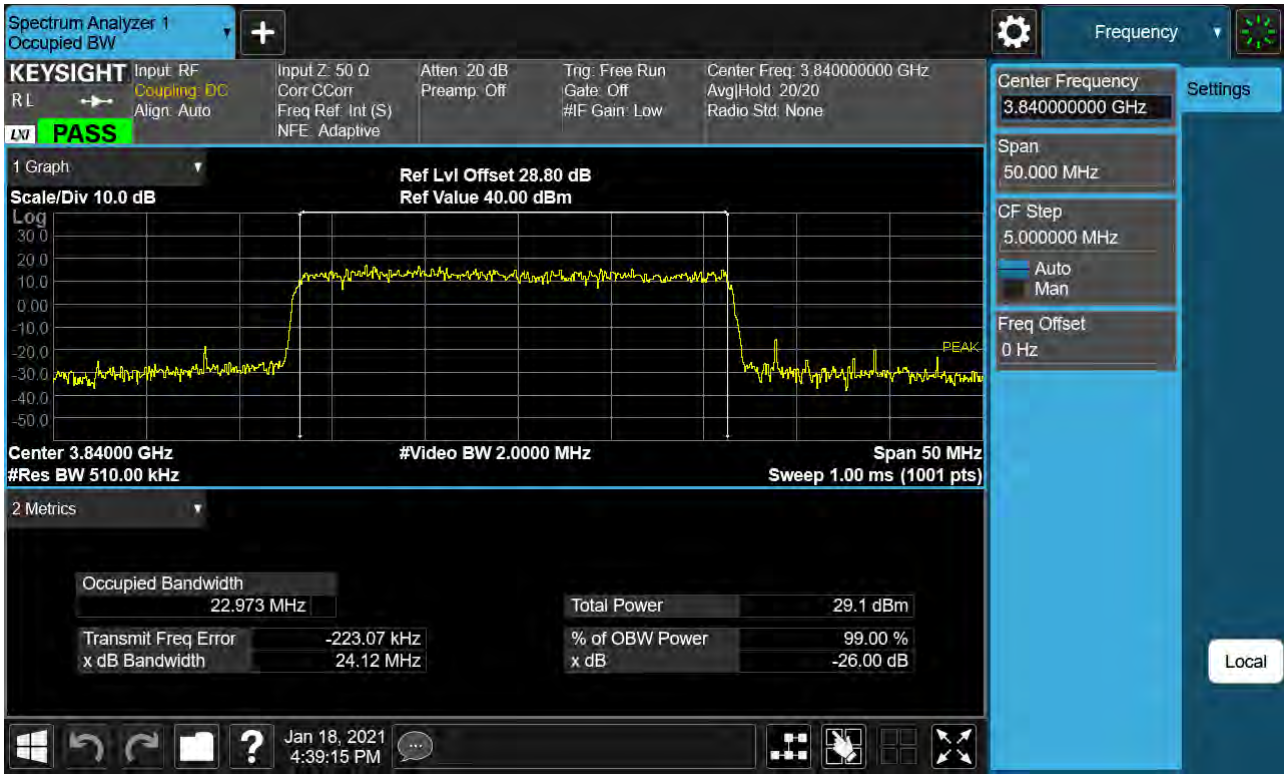 Spectrum Analyzer 1
Occupied BW
+
Frequency
KEYSIGHT
RL
LXI PASS
Input: RF
Coupling: DC
Align: Auto
Input Z: 50 Ω
Corr CCorr
Freq Ref: Int (S)
NFE: Adaptive
Atten: 20 dB
Preamp: Off
Trig: Free Run
Gate: Off
#IF Gain: Low
Center Freq: 3.840000000 GHz
Avg|Hold: 20/20
Radio Std: None
Center Frequency
3.840000000 GHz
Settings
Span
50.000 MHz
CF Step
5.000000 MHz
Auto
Man
Freq Offset
0 Hz
Local
1 Graph
Scale/Div 10.0 dB
Ref Lvl Offset 28.80 dB
Ref Value 40.00 dBm
Log
30.0
20.0
10.0
0.00
-10.0
-20.0
-30.0
-40.0
-50.0
PEAK
Center 3.84000 GHz
#Video BW 2.0000 MHz
Span 50 MHz
#Res BW 510.00 kHz
Sweep 1.00 ms (1001 pts)
2 Metrics
Occupied Bandwidth
22.973 MHz
Total Power 29.1 dBm
Transmit Freq Error -223.07 kHz
% of OBW Power 99.00 %
x dB Bandwidth 24.12 MHz
x dB -26.00 dB
?
Jan 18, 2021
4:39:15 PM